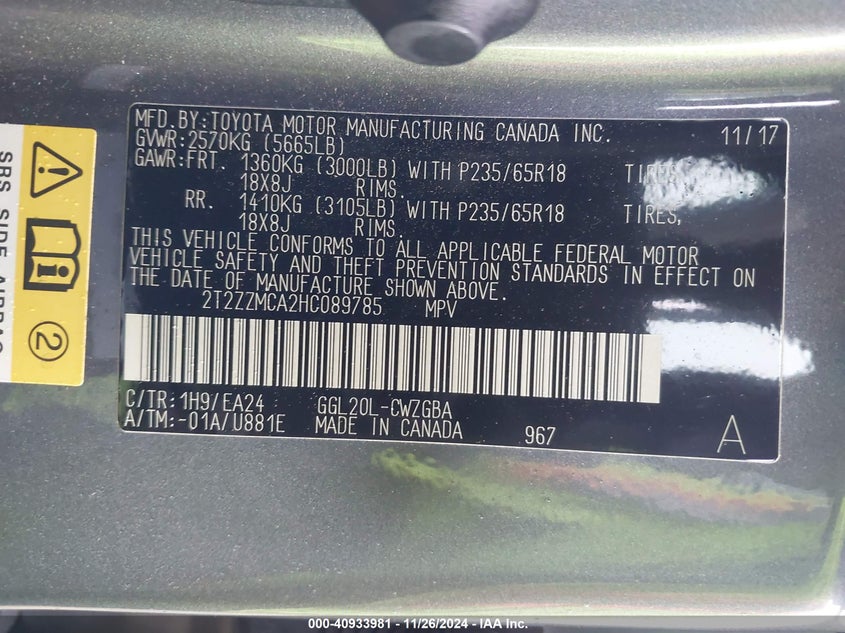 MFD.BY:TOYOTA MOTOR MANUFACTURING CANADA INC. 11/17
GVWR:2570KG (5665LB)
GAWR:FRT. 1360KG (3000LB) WITH P235/65R18 TIRES,
18X8J RIMS.
RR. 1410KG (3105LB) WITH P235/65R18 TIRES,
18X8J RIMS.
THIS VEHICLE CONFORMS TO ALL APPLICABLE FEDERAL MOTOR
VEHICLE SAFETY AND THEFT PREVENTION STANDARDS IN EFFECT ON
THE DATE OF MANUFACTURE SHOWN ABOVE.
2T2ZZMCA2HC089785 MPV
C/TR:1H9/EA24 GGL20L-CWZGBA
A/TM:-01A/U881E MADE IN CANADA 967 A
SRS SIDE AIRBAG
2
000-40933981 - 11/26/2024 - IAA Inc.